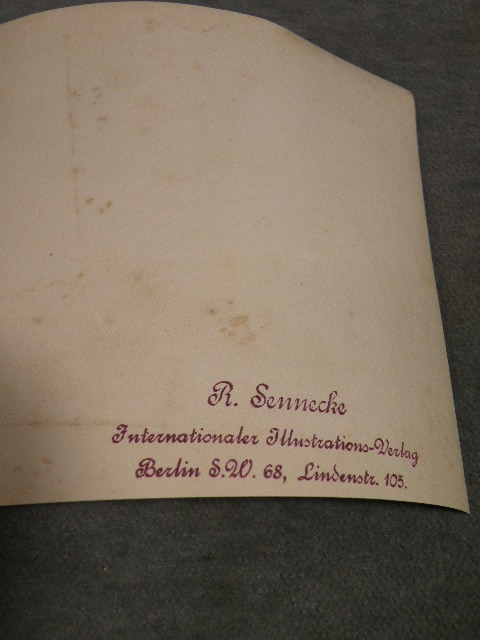 R. Sennecke
Internationaler Illustrations-Verlag
Berlin S.W. 68, Lindenstr. 105.